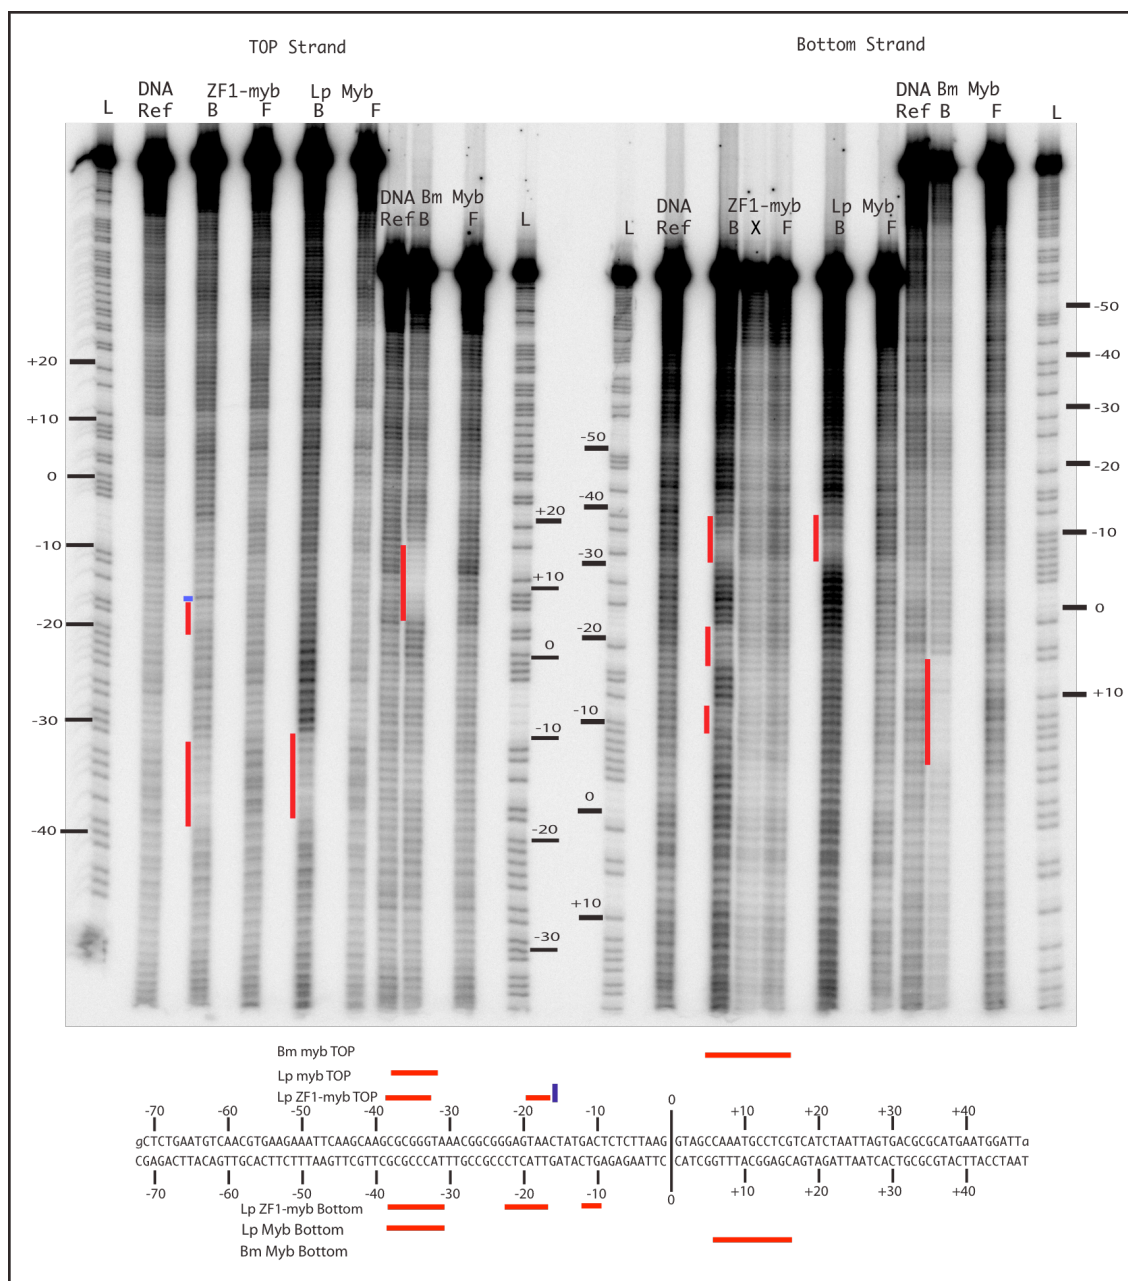 TOP Strand
Bottom Strand
DNA ZF1-myb Lp Myb
L Ref B F B F
DNA Bm Myb
Ref B F L
DNA ZF1-myb Lp Myb
L Ref B X F B F
DNA Bm Myb
Ref B F L
+20
+10
0
-10
-20
-30
-40
+20
+10
0
-10
-20
-30
-50
-40
-30
-20
-10
0
+10
-50
-40
-30
-20
-10
0
+10
Bm myb TOP
Lp myb TOP
Lp ZF1-myb TOP
-70 -60 -50 -40 -30 -20 -10 0 +10 +20 +30 +40
gCTCTGAATGTCAACGTGAAGAAATTCAAGCAAGCGCGGGTAAACGGCGGGAGTAACTATGACTCTCTTAAG GTAGCCAAATGCCTCGTCATCTAATTAGTGACGCGCATGAATGGATTa
CGAGACTTACAGTTGCACTTCTTTAAGTTCGTTCGCGCCCATTTGCCGCCCTCATTGATACTGAGAGAATTC CATCGGTTTACGGAGCAGTAGATTAATCACTGCGCGTACTTACCTAAT
-70 -60 -50 -40 -30 -20 -10 0 +10 +20 +30 +40
Lp ZF1-myb Bottom
Lp Myb Bottom
Bm Myb Bottom